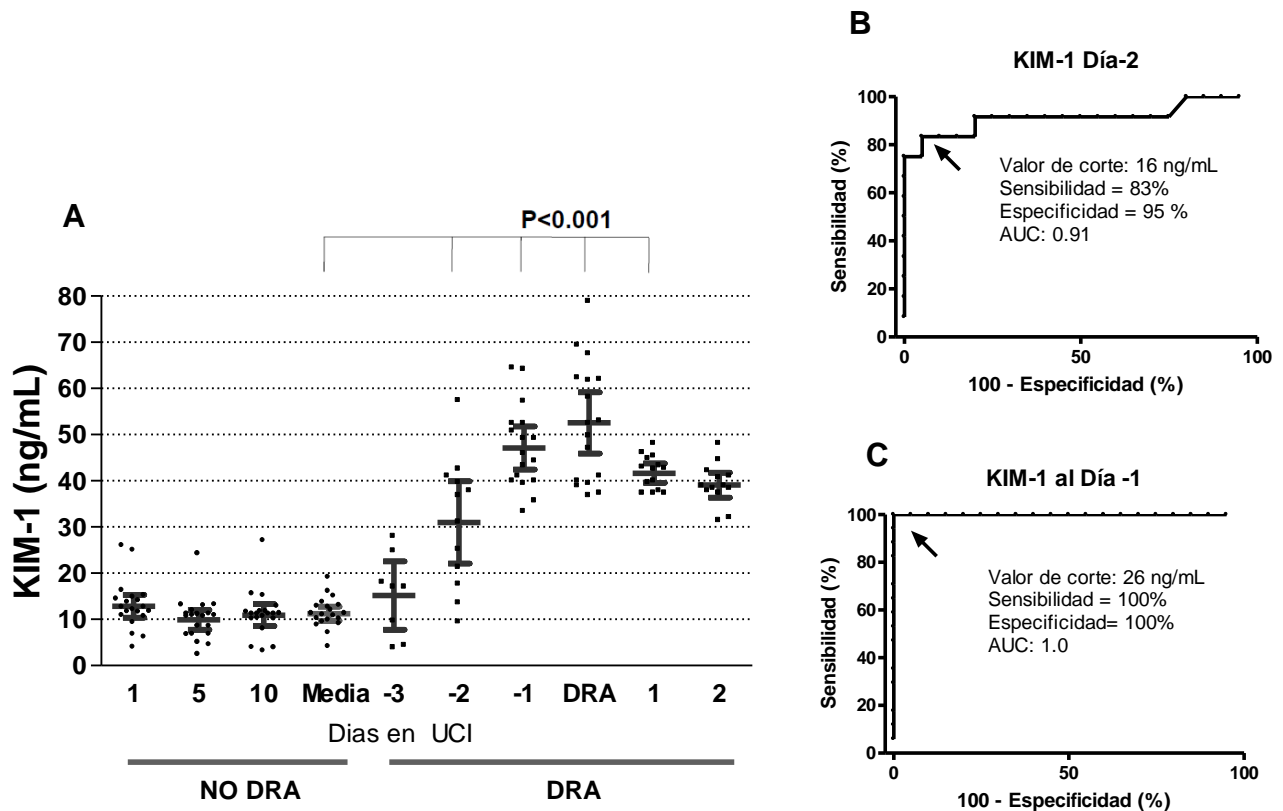 A
P<0.001
KIM-1 (ng/mL)
80
70
60
50
40
30
20
10
0
1 5 10 Media -3 -2 -1 DRA 1 2
Dias en UCI
NO DRA DRA
B
KIM-1 Día-2
Sensibilidad (%)
100
80
60
40
20
0
Valor de corte: 16 ng/mL
Sensibilidad = 83%
Especificidad = 95 %
AUC: 0.91
0 50 100
100 - Especificidad (%)
C
KIM-1 al Día -1
Sensibilidad (%)
100
80
60
40
20
0
Valor de corte: 26 ng/mL
Sensibilidad = 100%
Especificidad= 100%
AUC: 1.0
0 50 100
100 - Especificidad (%)